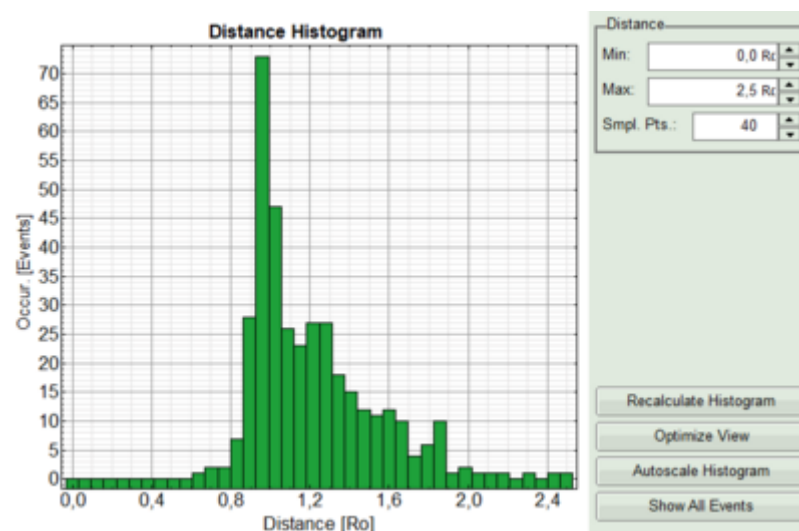 Distance Histogram
Occur. [Events]
70
65
60
55
50
45
40
35
30
25
20
15
10
5
0
0,0 0,4 0,8 1,2 1,6 2,0 2,4
Distance [Ro]
Distance
Min: 0,0 Rc
Max: 2,5 Rc
Smpl. Pts.: 40
Recalculate Histogram
Optimize View
Autoscale Histogram
Show All Events